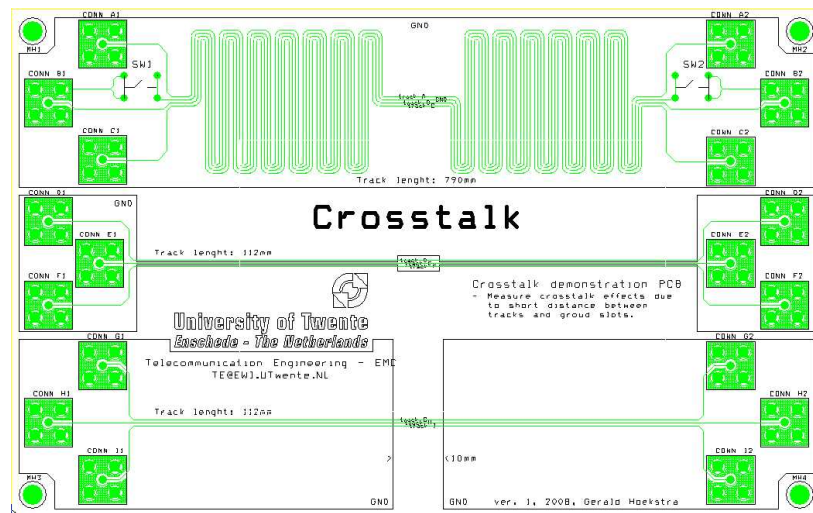 CONN A1
GND
CONN A2
MH1
MH2
SW1
SW2
CONN B1
CONN B2
track A
GND
CONN C1
CONN C2
Track lenght: 790mm
CONN D1
GND
CONN D2
Crosstalk
CONN E1
CONN E2
Track lenght: 112mm
CONN F1
CONN F2
Crosstalk demonstration PCB
- Measure crosstalk effects due
to short distance between
tracks and groud slots.
University of Twente
Enschede - The Netherlands
CONN G1
CONN G2
Telecommunication Engineering - EMC
TE@EWI.UTwente.NL
CONN H1
CONN H2
Track lenght: 112mm
CONN I1
CONN I2
>
<10mm
MH3
MH4
GND
GND
ver. 1, 2008, Gerald Hoekstra